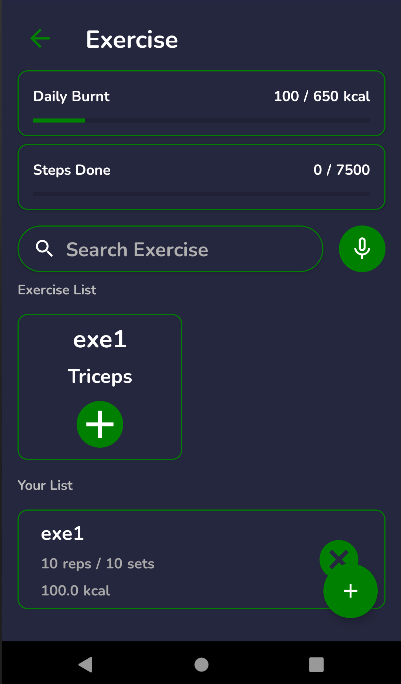 Exercise
Daily Burnt 100 / 650 kcal
Steps Done 0 / 7500
Search Exercise
Exercise List
exe1
Triceps
Your List
exe1
10 reps / 10 sets
100.0 kcal